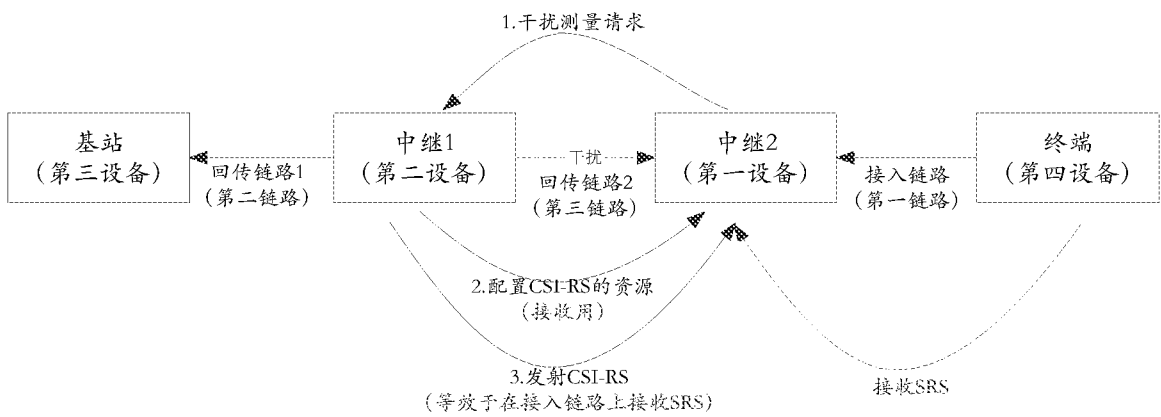 1.干扰测量请求
基站
(第三设备)
中继1
(第二设备)
中继2
(第一设备)
终端
(第四设备)
回传链路1
(第二链路)
干扰
回传链路2
(第三链路)
接入链路
(第一链路)
2.配置CSI-RS的资源
(接收用)
3.发射CSI-RS
(等效于在接入链路上接收SRS)
接收SRS